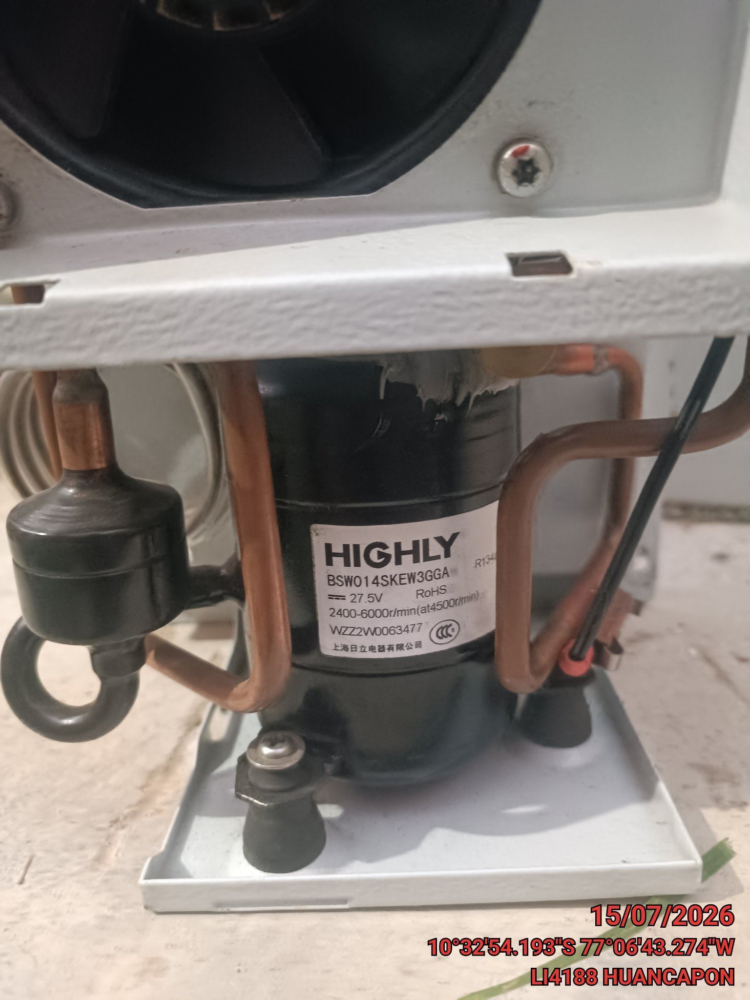 HIGHLY
BSW014SKEW3GGA
27.5V RoHS
2400-6000r/min(at4500r/min)
WZZ2W0063477
上海日立电器有限公司
15/07/2026
10°32'54.193"S 77°06'43.274"W
LI4188 HUANCAPON